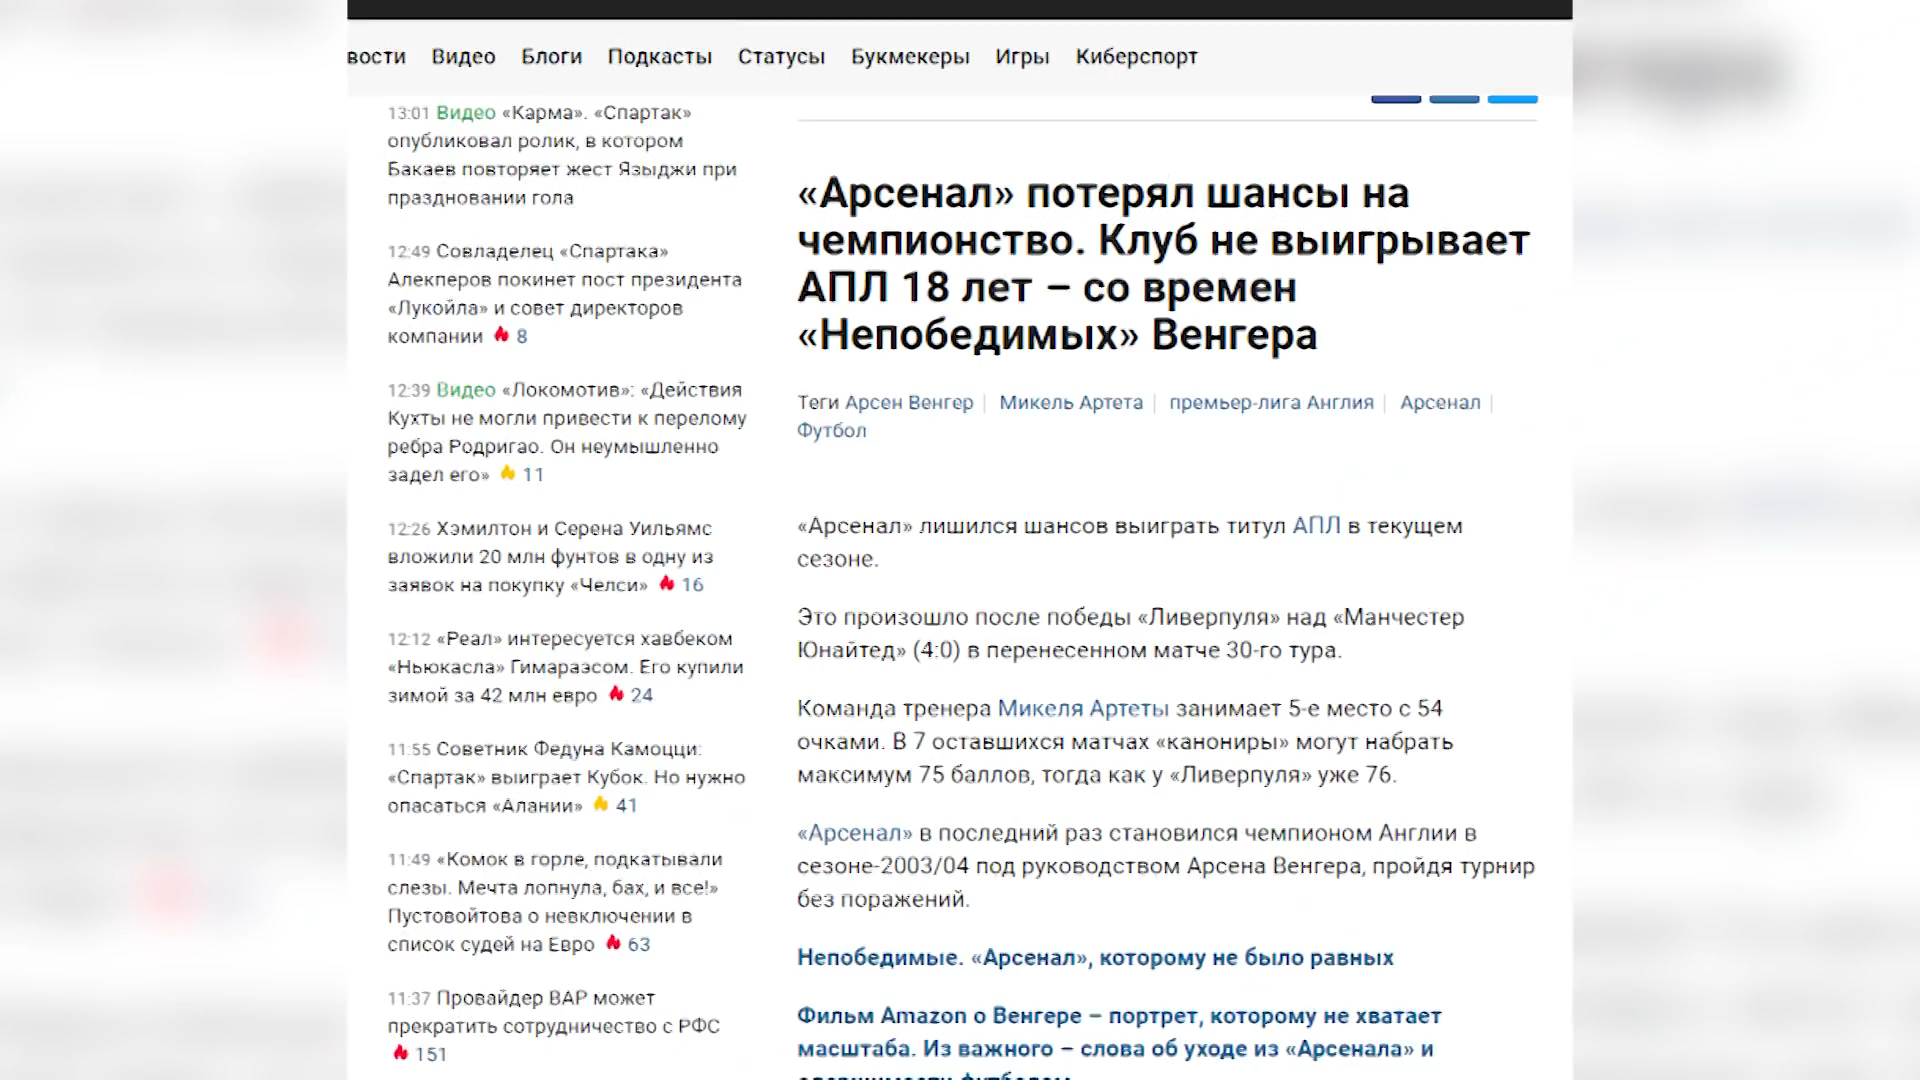 вости Видео Блоги Подкасты Статусы Букмекеры Игры Киберспорт
13:01 Видео «Карма». «Спартак»
опубликовал ролик, в котором
Бакаев повторяет жест Языджи при
праздновании гола
12:49 Совладелец «Спартака»
Алекперов покинет пост президента
«Лукойла» и совет директоров
компании 8
12:39 Видео «Локомотив»: «Действия
Кухты не могли привести к перелому
ребра Родригао. Он неумышленно
задел его» 11
12:26 Хэмилтон и Серена Уильямс
вложили 20 млн фунтов в одну из
заявок на покупку «Челси» 16
12:12 «Реал» интересуется хавбеком
«Ньюкасла» Гимараэсом. Его купили
зимой за 42 млн евро 24
11:55 Советник Федуна Камоцци:
«Спартак» выиграет Кубок. Но нужно
опасаться «Алании» 41
11:49 «Комок в горле, подкатывали
слезы. Мечта лопнула, бах, и все!»
Пустовойтова о невключении в
список судей на Евро 63
11:37 Провайдер ВАР может
прекратить сотрудничество с РФС
151
«Арсенал» потерял шансы на
чемпионство. Клуб не выигрывает
АПЛ 18 лет – со времен
«Непобедимых» Венгера
Теги Арсен Венгер Микель Артета премьер-лига Англия Арсенал
Футбол
«Арсенал» лишился шансов выиграть титул АПЛ в текущем
сезоне.
Это произошло после победы «Ливерпуля» над «Манчестер
Юнайтед» (4:0) в перенесенном матче 30-го тура.
Команда тренера Микеля Артеты занимает 5-е место с 54
очками. В 7 оставшихся матчах «канониры» могут набрать
максимум 75 баллов, тогда как у «Ливерпуля» уже 76.
«Арсенал» в последний раз становился чемпионом Англии в
сезоне-2003/04 под руководством Арсена Венгера, пройдя турнир
без поражений.
Непобедимые. «Арсенал», которому не было равных
Фильм Amazon о Венгере – портрет, которому не хватает
масштаба. Из важного – слова об уходе из «Арсенала» и